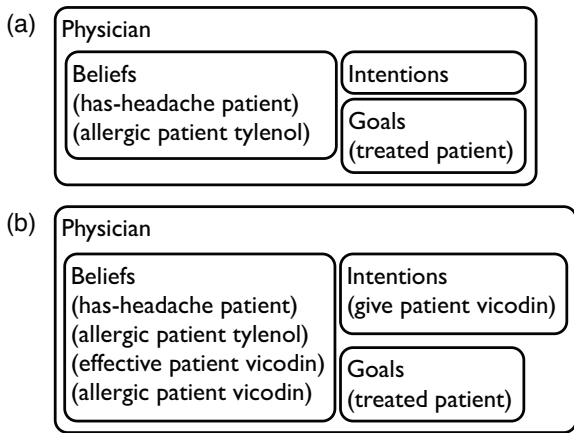 (a)
Physician
Beliefs
(has-headache patient)
(allergic patient tylenol)
Intentions
Goals
(treated patient)
(b)
Physician
Beliefs
(has-headache patient)
(allergic patient tylenol)
(effective patient vicodin)
(allergic patient vicodin)
Intentions
(give patient vicodin)
Goals
(treated patient)